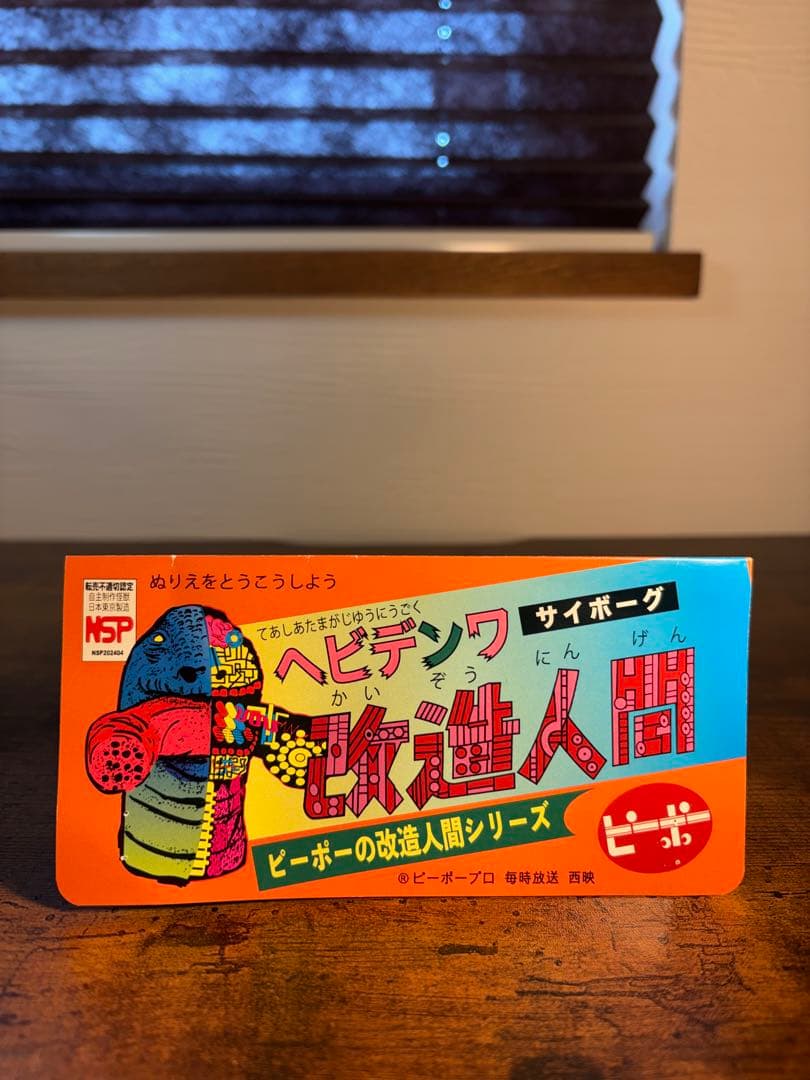 転売不適切認定
自主制作怪獣
日本東京製造
NSP
NSP202404
ぬりえをとうこうしよう
てあしあたまがじゆうにうごく
ヘビデンワ
サイボーグ
かいぞうにんげん
改造人間
ピーポーの改造人間シリーズ
ピーポー
®ピーポープロ 毎時放送 西映